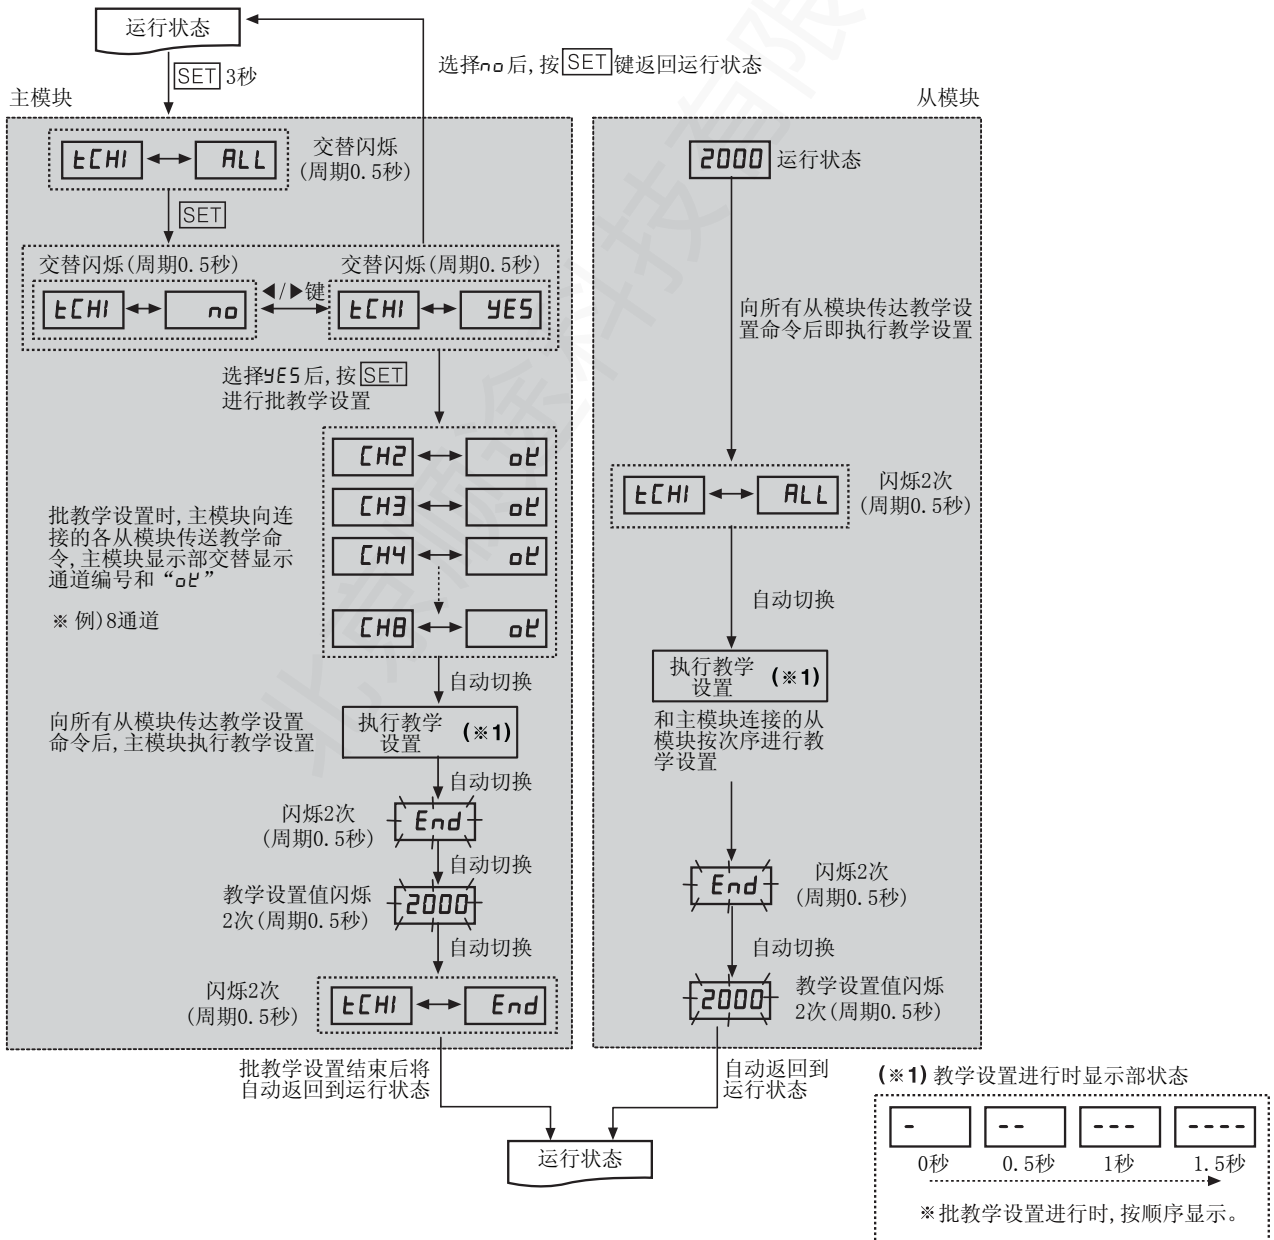 运行状态
SET 3秒
选择no后,按SET键返回运行状态
主模块
从模块
tCH1 ALL
交替闪烁
(周期0.5秒)
SET
交替闪烁(周期0.5秒)
交替闪烁(周期0.5秒)
tCH1 no
◀/▶键
tCH1 YES
选择YES后,按SET
进行批教学设置
CH2 oK
CH3 oK
CH4 oK
CH8 oK
批教学设置时,主模块向连
接的各从模块传送教学命
令,主模块显示部交替显示
通道编号和“oK”
※ 例)8通道
自动切换
向所有从模块传达教学设置
命令后,主模块执行教学设置
执行教学
设置
(※1)
自动切换
闪烁2次
(周期0.5秒)
End
自动切换
教学设置值闪烁
2次(周期0.5秒)
2000
自动切换
闪烁2次
(周期0.5秒)
tCH1 End
批教学设置结束后将
自动返回到运行状态
2000 运行状态
向所有从模块传达教学设
置命令后即执行教学设置
tCH1 ALL
闪烁2次
(周期0.5秒)
自动切换
执行教学
设置
(※1)
和主模块连接的从
模块按次序进行教
学设置
End
闪烁2次
(周期0.5秒)
自动切换
2000
教学设置值闪烁
2次(周期0.5秒)
自动返回到
运行状态
运行状态
(※1) 教学设置进行时显示部状态
- -- --- ----
0秒 0.5秒 1秒 1.5秒
※批教学设置进行时,按顺序显示。